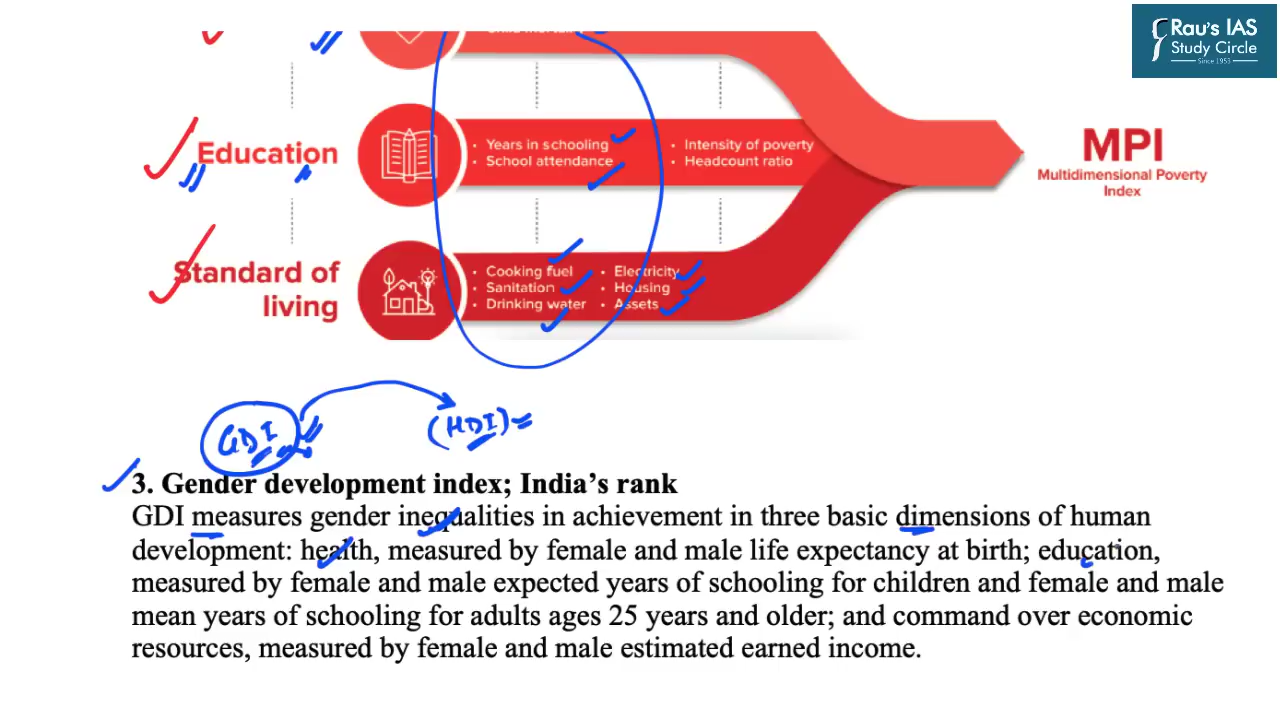 Rau's IAS
Study Circle
Since 1953
Education
Years in schooling
School attendance
Intensity of poverty
Headcount ratio
MPI
Multidimensional Poverty
Index
Standard of
living
Cooking fuel
Sanitation
Drinking water
Electricity
Housing
Assets
GDI
(HDI)=
3. Gender development index; India's rank
GDI measures gender inequalities in achievement in three basic dimensions of human
development: health, measured by female and male life expectancy at birth; education,
measured by female and male expected years of schooling for children and female and male
mean years of schooling for adults ages 25 years and older; and command over economic
resources, measured by female and male estimated earned income.